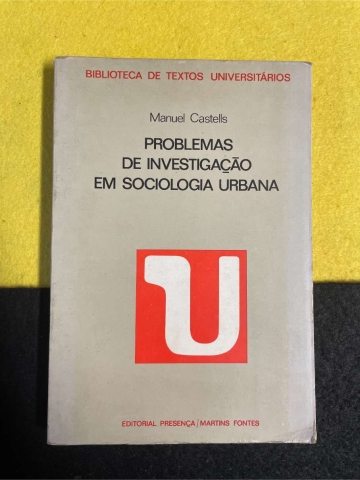 BIBLIOTECA DE TEXTOS UNIVERSITÁRIOS
Manuel Castells
PROBLEMAS
DE INVESTIGAÇÃO
EM SOCIOLOGIA URBANA
U
EDITORIAL PRESENÇA/MARTINS FONTES